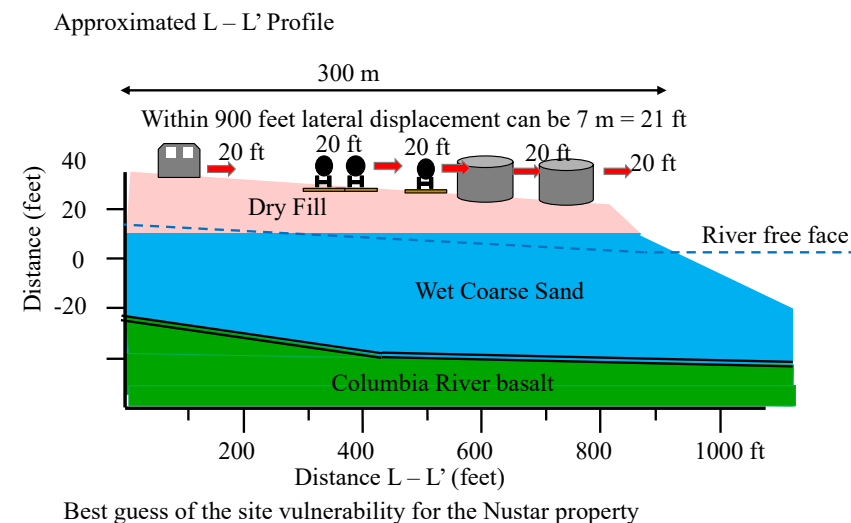 Approximated L – L’ Profile
300 m
Within 900 feet lateral displacement can be 7 m = 21 ft
20 ft
20 ft
20 ft
20 ft
20 ft
40
20
0
-20
Distance (feet)
Dry Fill
River free face
Wet Coarse Sand
Columbia River basalt
200
400
600
800
1000 ft
Distance L – L’ (feet)
Best guess of the site vulnerability for the Nustar property